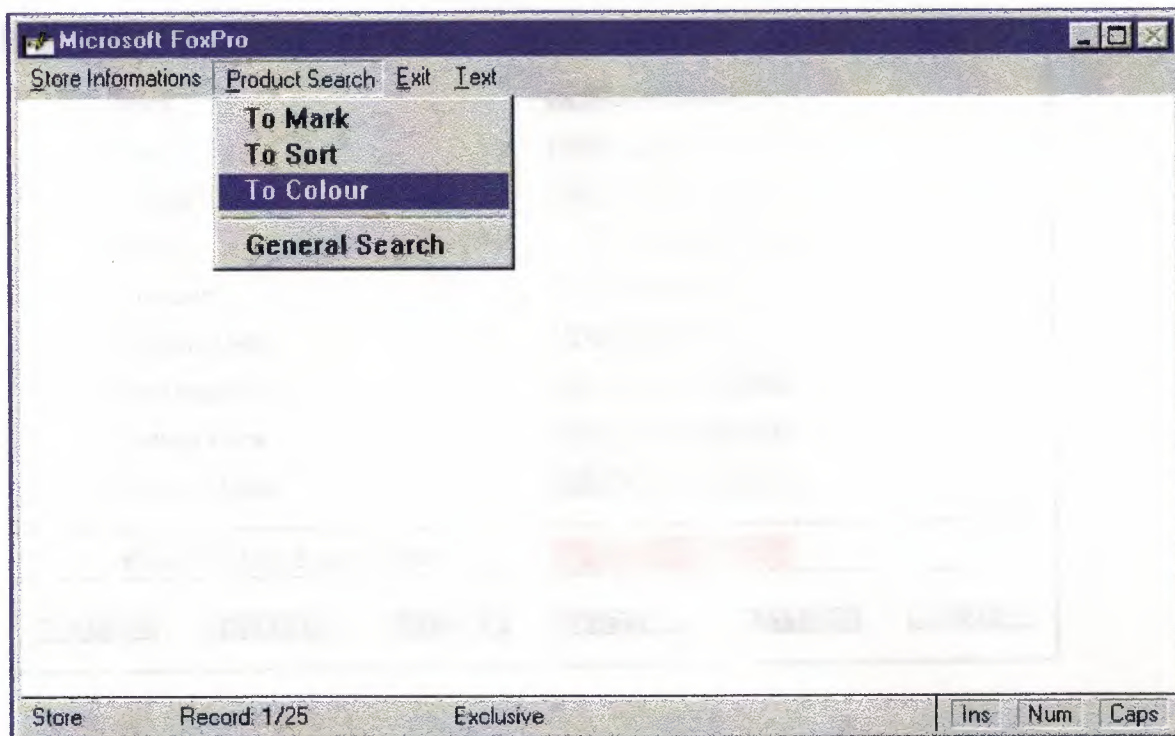 Microsoft FoxPro
Store Informations Product Search Exit Text
To Mark
To Sort
To Colour
General Search
Store Record: 1/25 Exclusive Ins Num Caps